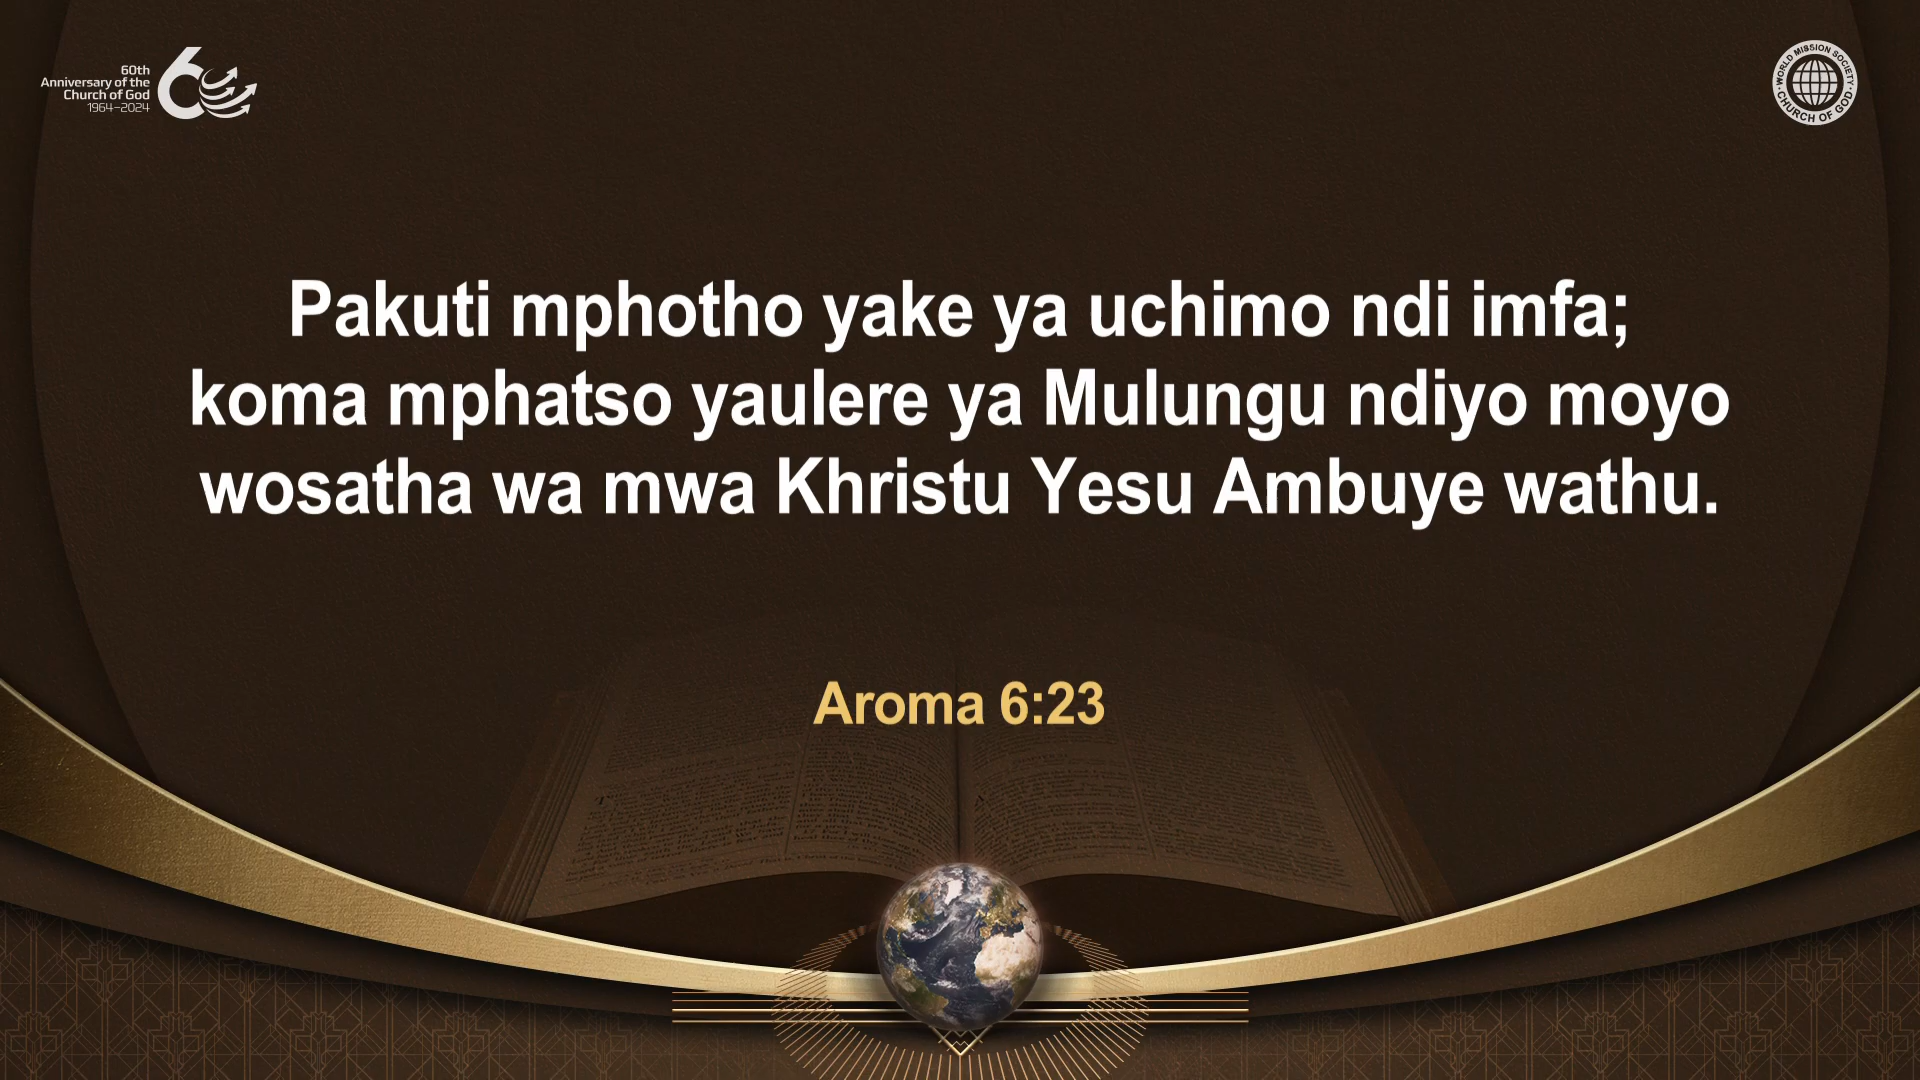 60th
Anniversary of the
Church of God
1964–2024
60
WORLD MISSION SOCIETY
CHURCH OF GOD
Pakuti mphotho yake ya uchimo ndi imfa;
koma mphatso yaulere ya Mulungu ndiyo moyo
wosatha wa mwa Khristu Yesu Ambuye wathu.
Aroma 6:23